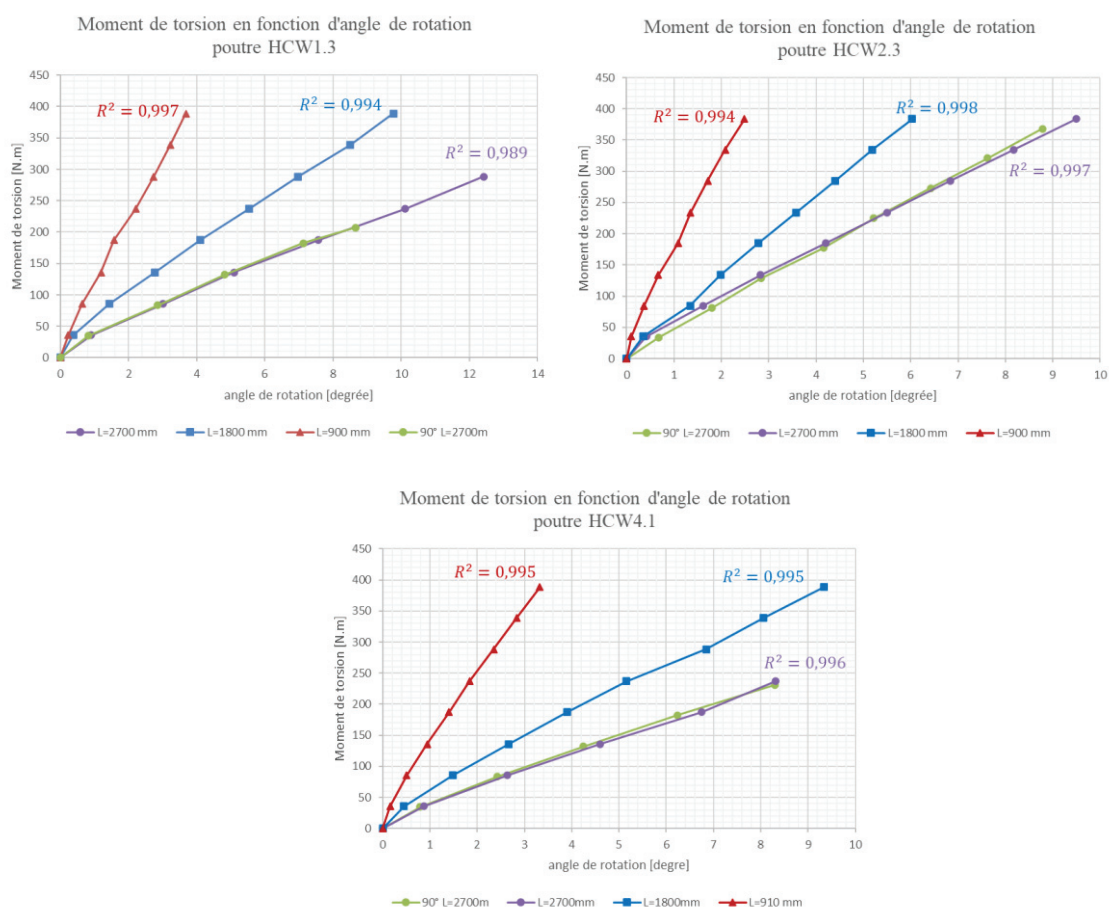 Moment de torsion en fonction d'angle de rotation
poutre HCW1.3
Moment de torsion [N.m]
450
400
350
300
250
200
150
100
50
0
R² = 0,997
R² = 0,994
R² = 0,989
0 2 4 6 8 10 12 14
angle de rotation [degrée]
L=2700 mm L=1800 mm L=900 mm 90° L=2700m
Moment de torsion en fonction d'angle de rotation
poutre HCW2.3
Moment de torsion [N.m]
450
400
350
300
250
200
150
100
50
0
R² = 0,994
R² = 0,998
R² = 0,997
0 1 2 3 4 5 6 7 8 9 10
angle de rotation [degrée]
90° L=2700m L=2700 mm L=1800 mm L=900 mm
Moment de torsion en fonction d'angle de rotation
poutre HCW4.1
Moment de torsion [N.m]
450
400
350
300
250
200
150
100
50
0
R² = 0,995
R² = 0,995
R² = 0,996
0 1 2 3 4 5 6 7 8 9 10
angle de rotation [degre]
90° L=2700m L=2700mm L=1800mm L=910 mm